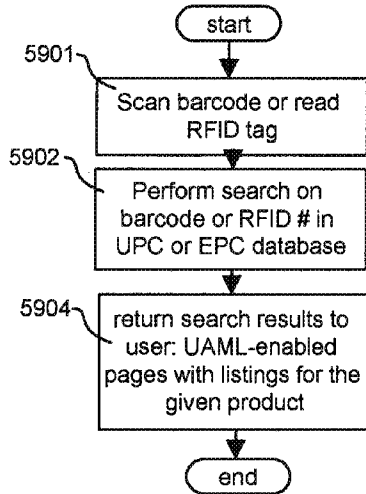 start
5901
Scan barcode or read
RFID tag
5902
Perform search on
barcode or RFID # in
UPC or EPC database
5904
return search results to
user: UAML-enabled
pages with listings for the
given product
end